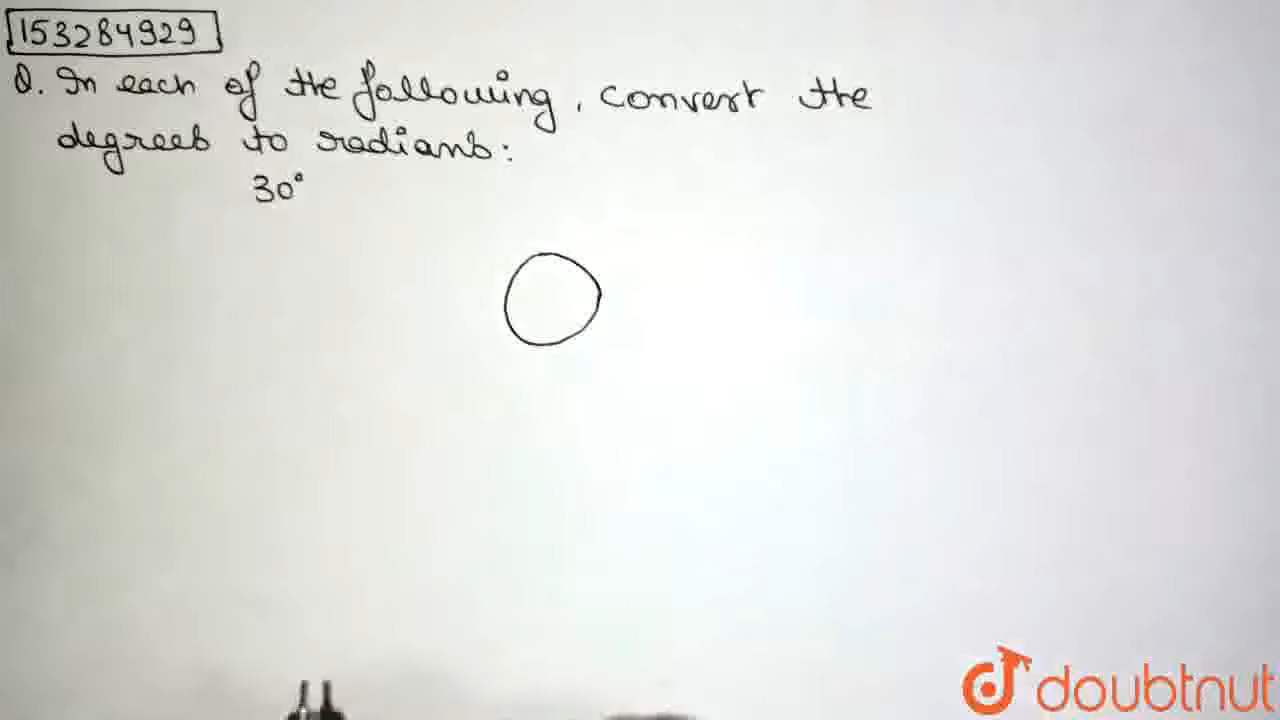 153284929
Q. In each of the following, convert the
degrees to radians:
30°
doubtnut